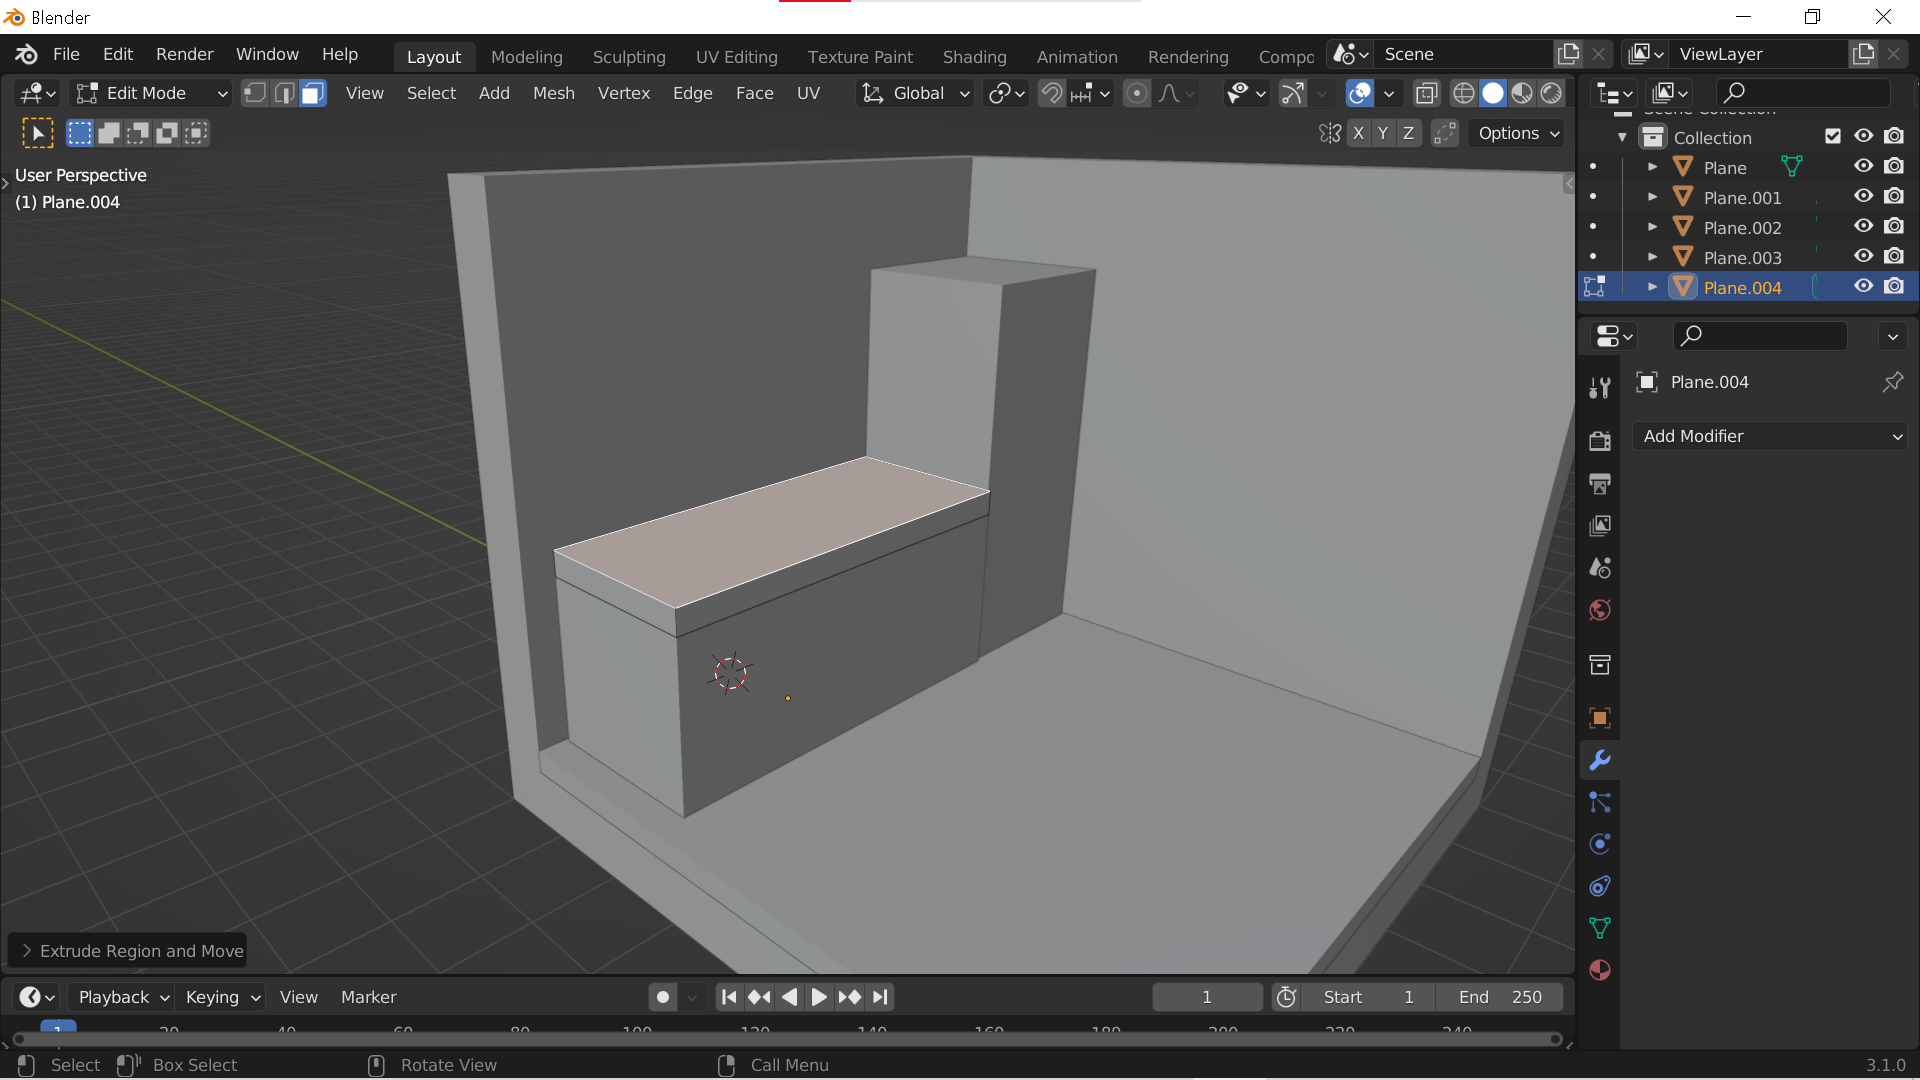 Blender
File Edit Render Window Help Layout Modeling Sculpting UV Editing Texture Paint Shading Animation Rendering Compo Scene ViewLayer
Edit Mode View Select Add Mesh Vertex Edge Face UV Global
X Y Z Options
User Perspective
(1) Plane.004
Scene Collection
Collection
Plane
Plane.001
Plane.002
Plane.003
Plane.004
Plane.004
Add Modifier
Extrude Region and Move
Playback Keying View Marker 1 Start 1 End 250
1 20 40 60 80 100 120 140 160 180 200 220 240
Select Box Select Rotate View Call Menu 3.1.0